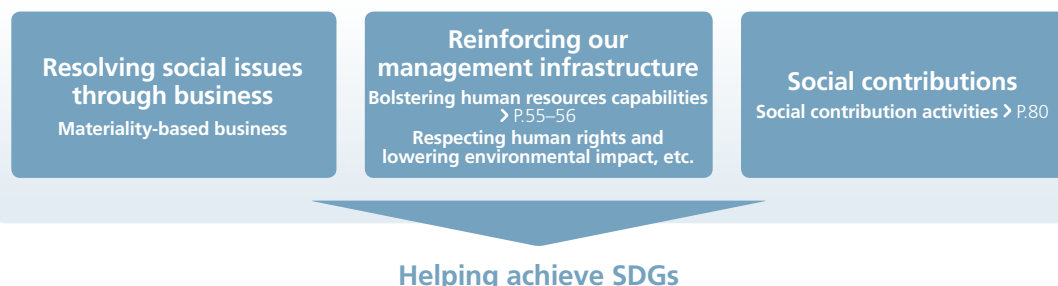 Resolving social issues
through business
Materiality-based business
Reinforcing our
management infrastructure
Bolstering human resources capabilities
> P.55–56
Respecting human rights and
lowering environmental impact, etc.
Social contributions
Social contribution activities > P.80
Helping achieve SDGs